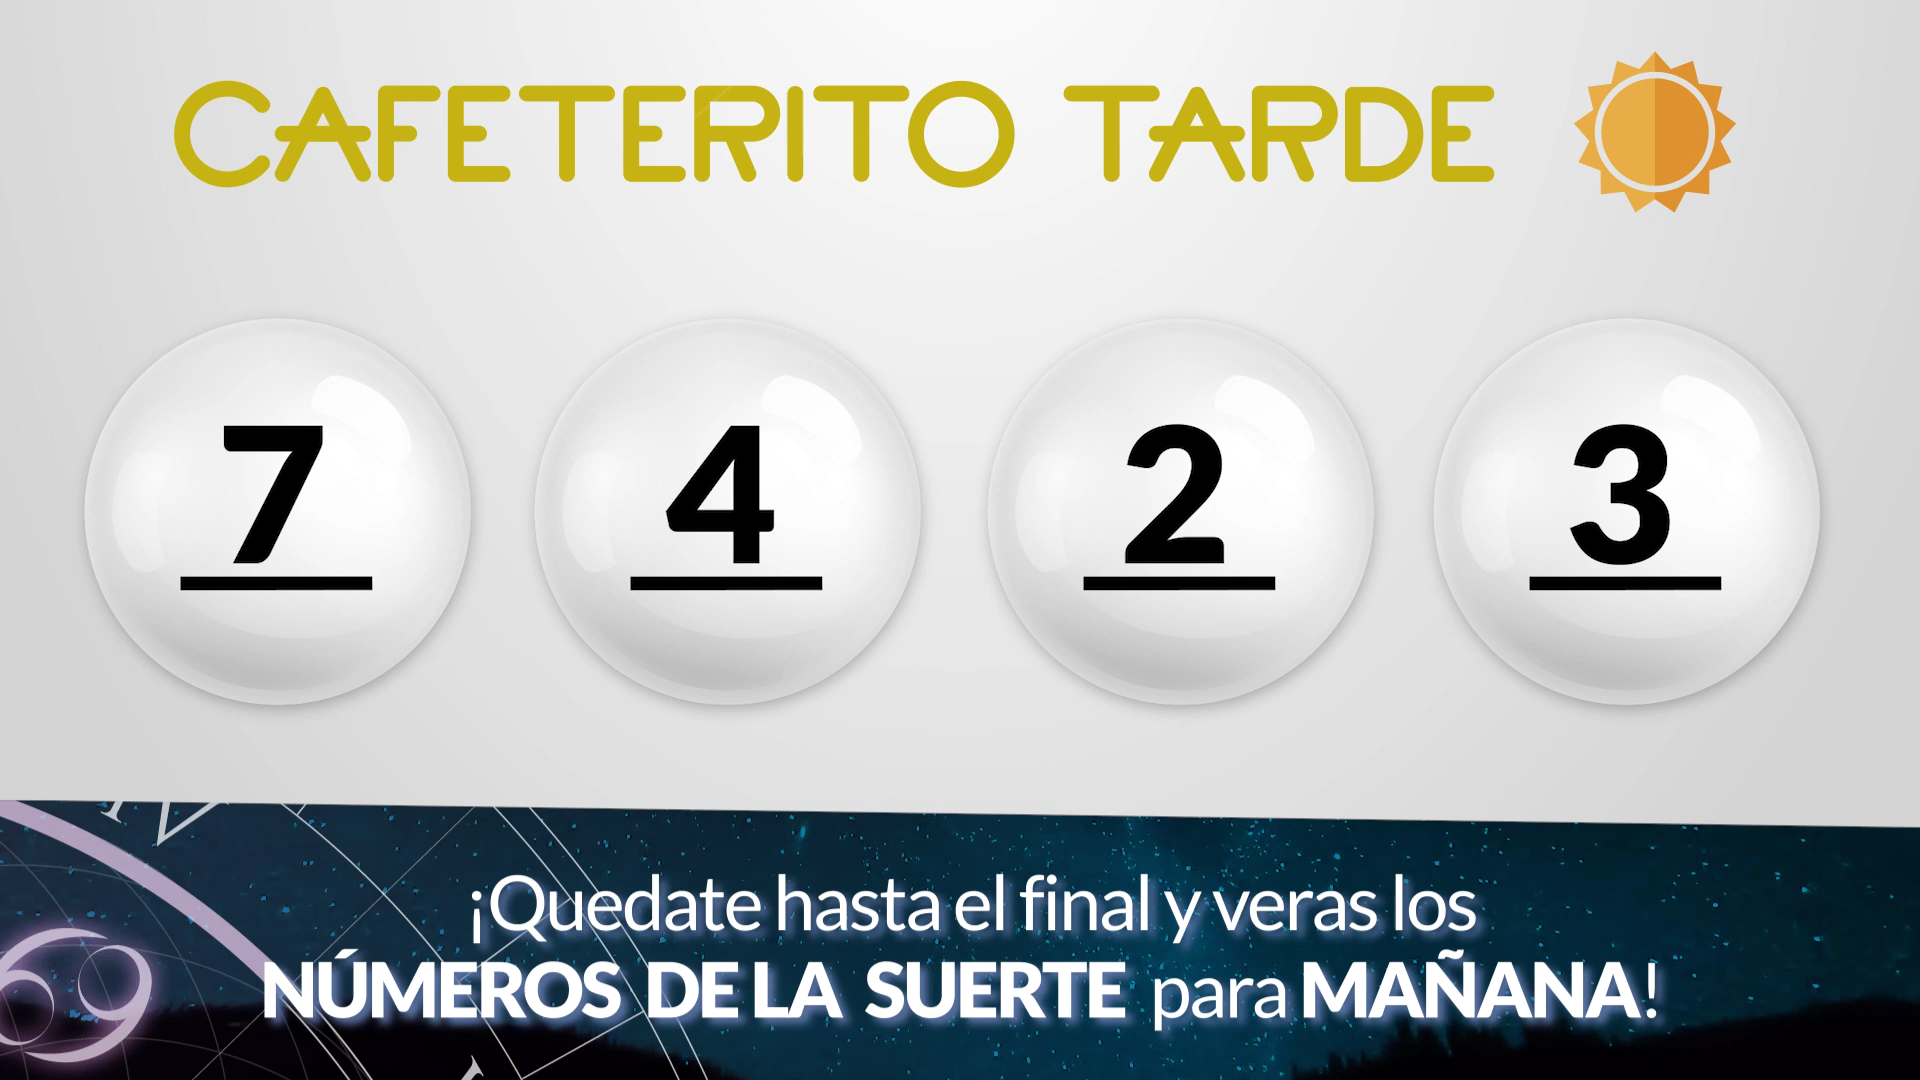 CAFETERITO TARDE
7 4 2 3
¡Quedate hasta el final y veras los
NÚMEROS DE LA SUERTE para MAÑANA!